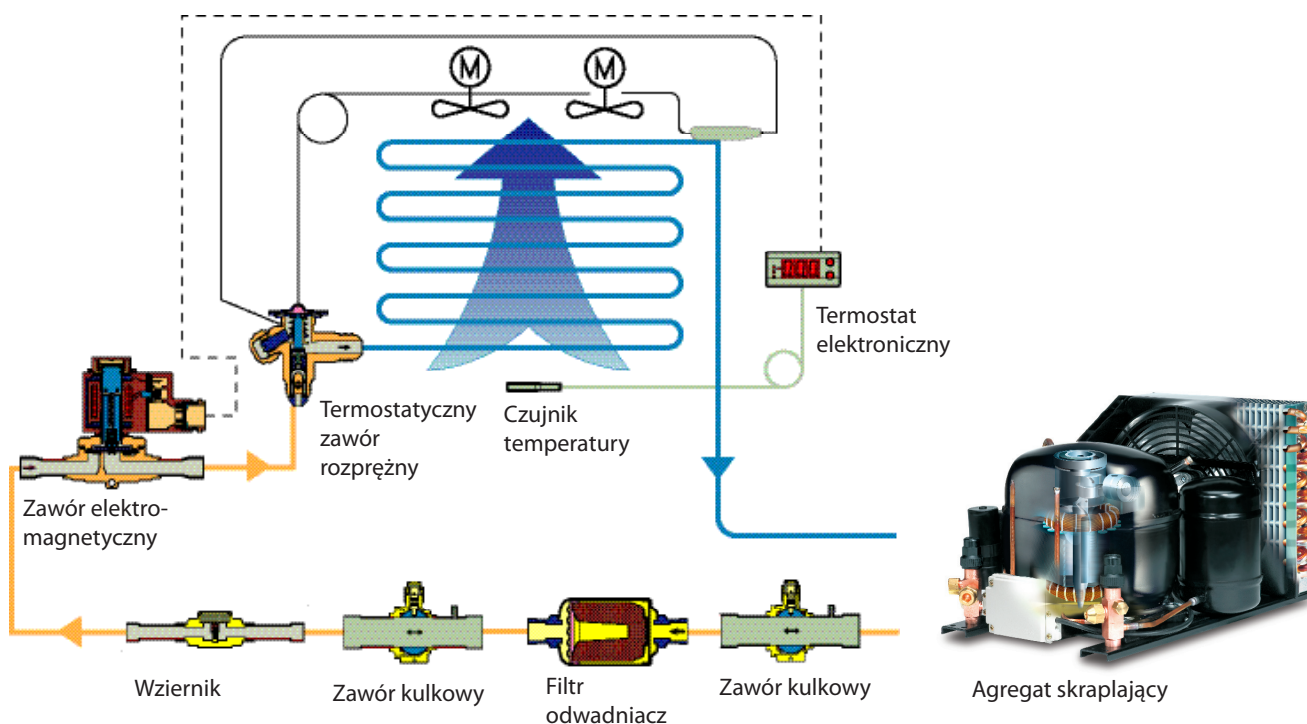 M
M
Termostat
elektroniczny
Termostatyczny
zawór
rozprężny
Czujnik
temperatury
Zawór elektro-
magnetyczny
Wziernik
Zawór kulkowy
Filtr
odwadniacz
Zawór kulkowy
Agregat skraplający